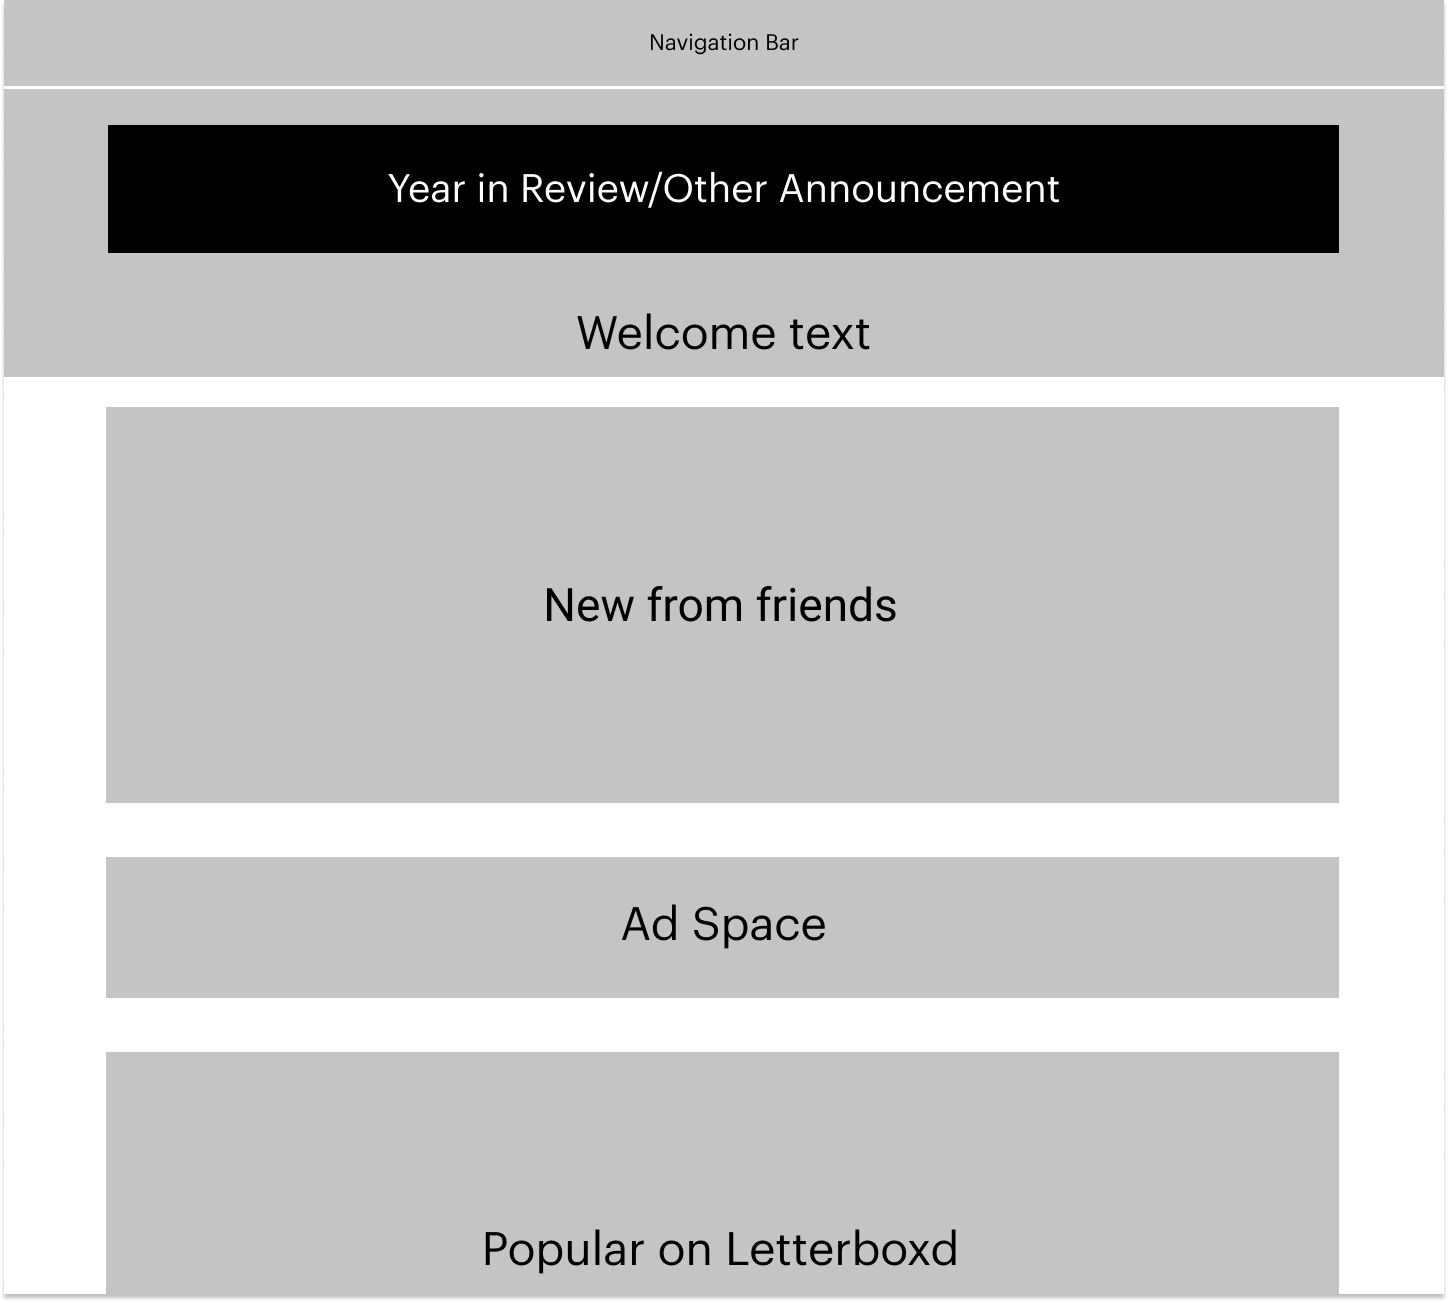 Navigation Bar
Year in Review/Other Announcement
Welcome text
New from friends
Ad Space
Popular on Letterboxd